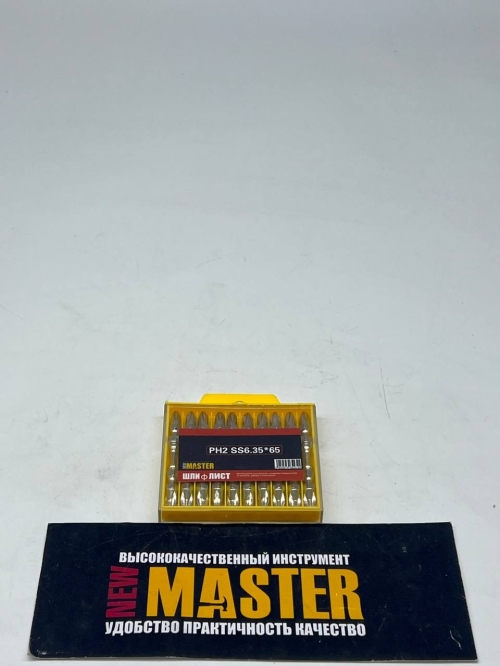 PH2 SS6.35*65
MASTER
ШЛИФЛИСТ
ВЫСОКОКАЧЕСТВЕННЫЙ ИНСТРУМЕНТ
NEW MASTER
УДОБСТВО ПРАКТИЧНОСТЬ КАЧЕСТВО